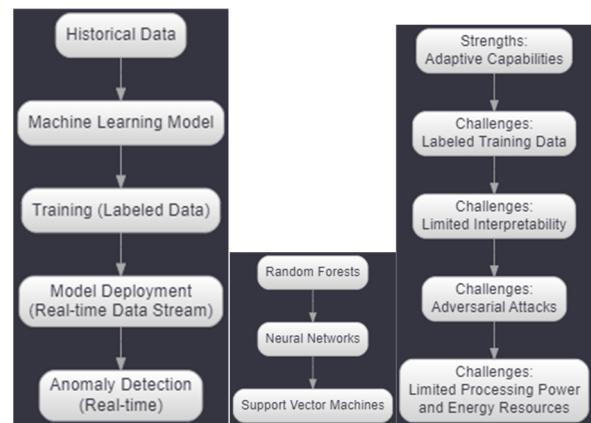 Historical Data
Machine Learning Model
Training (Labeled Data)
Model Deployment
(Real-time Data Stream)
Anomaly Detection
(Real-time)
Random Forests
Neural Networks
Support Vector Machines
Strengths:
Adaptive Capabilities
Challenges:
Labeled Training Data
Challenges:
Limited Interpretability
Challenges:
Adversarial Attacks
Challenges:
Limited Processing Power
and Energy Resources